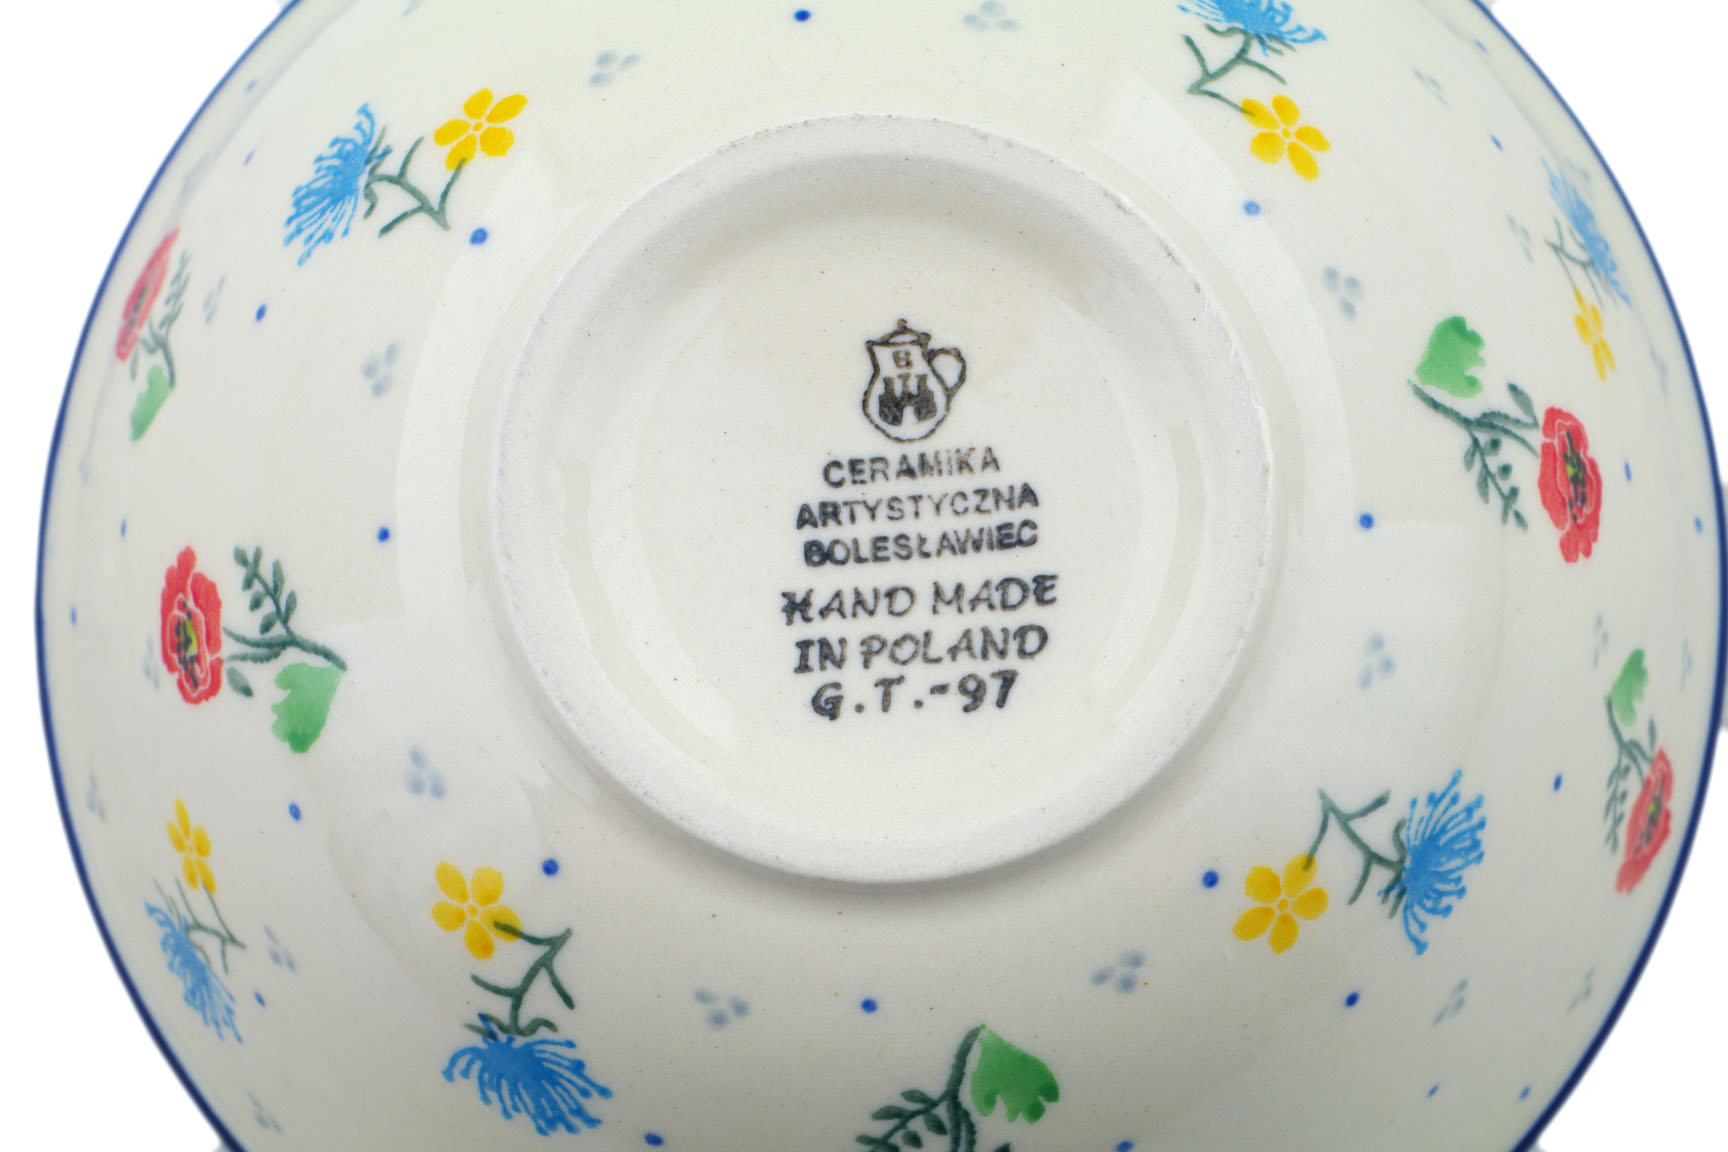 B
CERAMIKA
ARTYSTYCZNA
BOLESŁAWIEC
HAND MADE
IN POLAND
G.T.-97